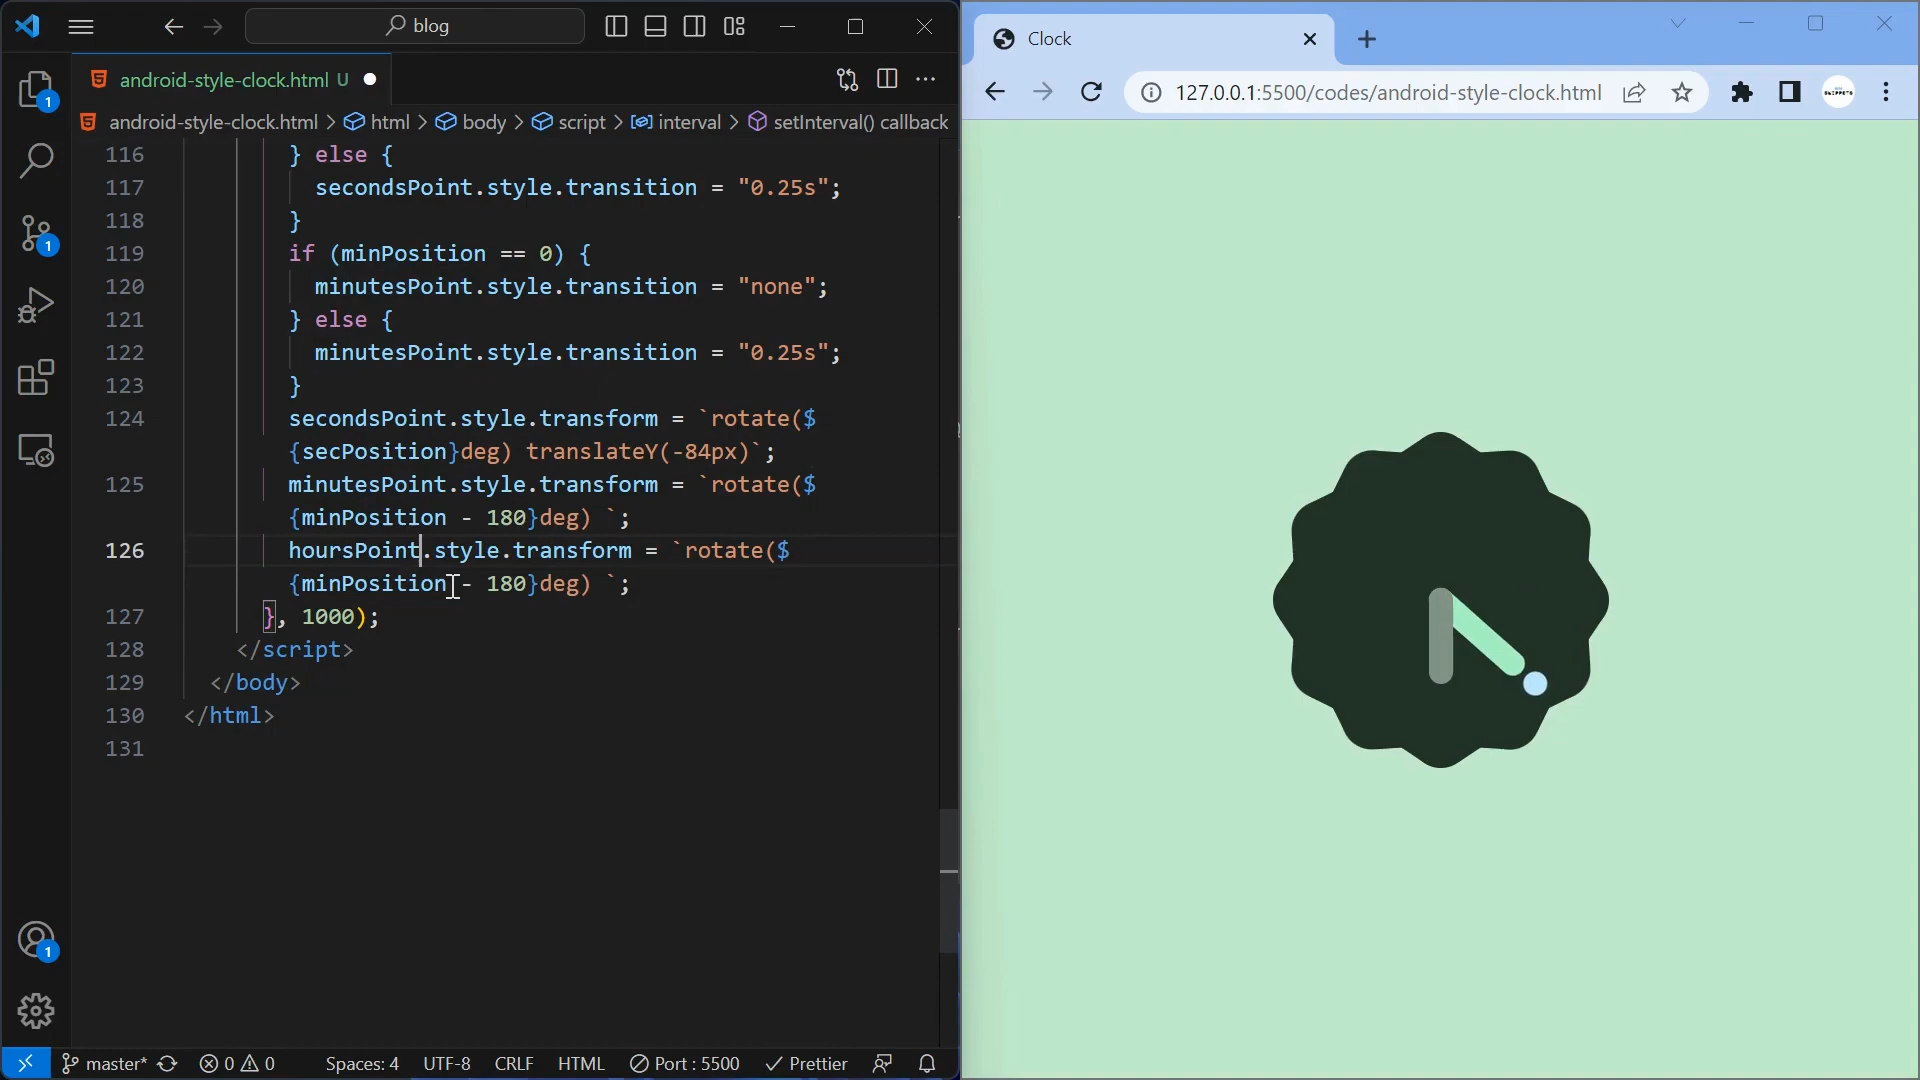 blog
android-style-clock.html U
android-style-clock.html > html > body > script > interval > setInterval() callback
116 } else {
117 secondsPoint.style.transition = "0.25s";
118 }
119 if (minPosition == 0) {
120 minutesPoint.style.transition = "none";
121 } else {
122 minutesPoint.style.transition = "0.25s";
123 }
124 secondsPoint.style.transform = `rotate($
{secPosition}deg) translateY(-84px)`;
125 minutesPoint.style.transform = `rotate($
{minPosition - 180}deg) `;
126 hoursPoint.style.transform = `rotate($
{minPosition - 180}deg) `;
127 }, 1000);
128 </script>
129 </body>
130 </html>
131
1
1
1
master* 0 0 Spaces: 4 UTF-8 CRLF HTML Port : 5500 Prettier
Clock
127.0.0.1:5500/codes/android-style-clock.html